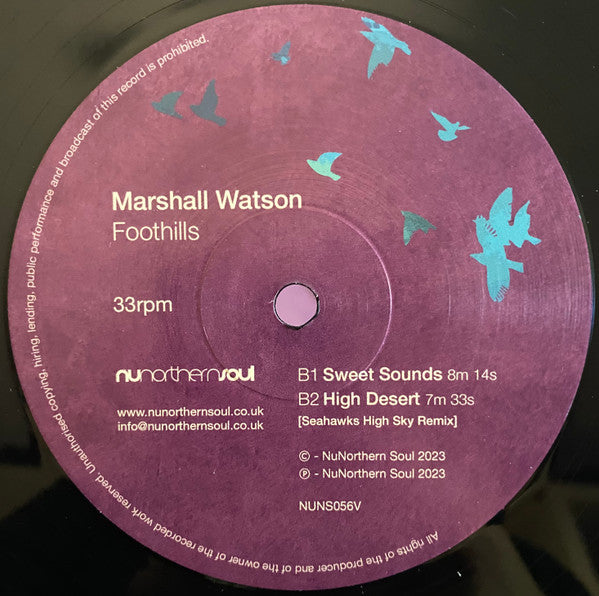 Marshall Watson
Foothills
33rpm
nunorthernsoul
www.nunorthernsoul.co.uk
info@nunorthernsoul.co.uk
B1 Sweet Sounds 8m 14s
B2 High Desert 7m 33s
[Seahawks High Sky Remix]
© - NuNorthern Soul 2023
℗ - NuNorthern Soul 2023
NUNS056V
All rights of the producer and of the owner of the recorded work reserved. Unauthorised copying, hiring, lending, public performance and broadcast of this record is prohibited.